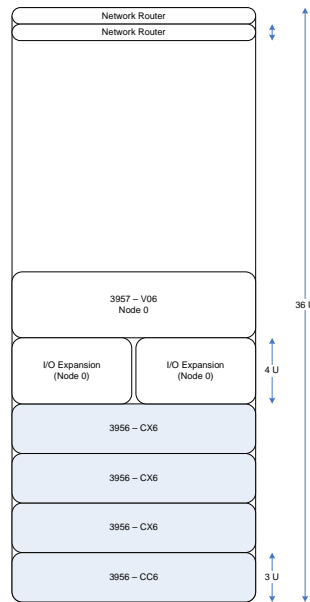 Network Router
Network Router
3957 – V06
Node 0
36 U
I/O Expansion
(Node 0)
I/O Expansion
(Node 0)
4 U
3956 – CX6
3956 – CX6
3956 – CX6
3956 – CC6
3 U